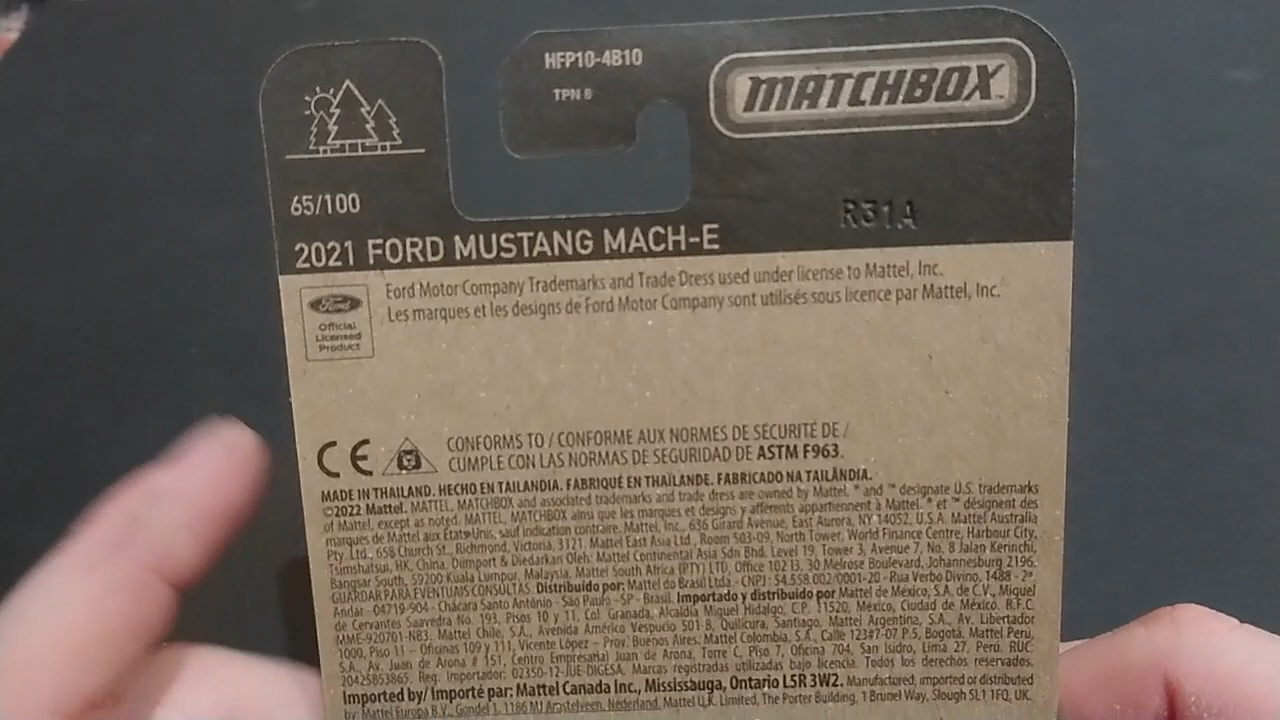 HFP10-4B10
TPN 8
MATCHBOX™
65/100
R31A
2021 FORD MUSTANG MACH-E
Ford
Official
Licensed
Product
Ford Motor Company Trademarks and Trade Dress used under license to Mattel, Inc.
Les marques et les designs de Ford Motor Company sont utilisés sous licence par Mattel, Inc.
CE
CONFORMS TO / CONFORME AUX NORMES DE SÉCURITÉ DE /
CUMPLE CON LAS NORMAS DE SEGURIDAD DE ASTM F963.
MADE IN THAILAND. HECHO EN TAILANDIA. FABRIQUÉ EN THAÏLANDE. FABRICADO NA TAILÂNDIA.
©2022 Mattel. MATTEL, MATCHBOX and associated trademarks and trade dress are owned by Mattel. ® and ™ designate U.S. trademarks
of Mattel, except as noted. MATTEL, MATCHBOX ainsi que les marques et designs y afférents appartiennent à Mattel. ® et ™ désignent des
marques de Mattel aux États-Unis, sauf indication contraire. Mattel, Inc., 636 Girard Avenue, East Aurora, NY 14052, U.S.A. Mattel Australia
Pty. Ltd., 658 Church St., Richmond, Victoria, 3121. Mattel East Asia Ltd., Room 503-09, North Tower, World Finance Centre, Harbour City,
Tsimshatsui, HK, China. Diimport & Diedarkan Oleh: Mattel Continental Asia Sdn Bhd. Level 19, Tower 3, Avenue 7, No. 8 Jalan Kerinchi,
Bangsar South, 59200 Kuala Lumpur, Malaysia. Mattel South Africa (PTY) LTD, Office 102 I3, 30 Melrose Boulevard, Johannesburg 2196.
GUARDAR PARA EVENTUAIS CONSULTAS. Distribuído por: Mattel do Brasil Ltda.- CNPJ : 54.558.002/0001-20 - Rua Verbo Divino, 1488 - 2º
Andar - 04719-904 - Chácara Santo Antônio - São Paulo - SP - Brasil. Importado y distribuido por Mattel de México, S.A. de C.V., Miguel
de Cervantes Saavedra No. 193, Pisos 10 y 11, Col. Granada, Alcaldía Miguel Hidalgo, C.P. 11520, México, Ciudad de México. R.F.C.
MME-920701-NB3. Mattel Chile, S.A., Avenida Américo Vespucio 501-B, Quilicura, Santiago. Mattel Argentina, S.A., Av. Libertador
1000, Piso 11 – Oficinas 109 y 111, Vicente López – Prov. Buenos Aires. Mattel Colombia, S.A., Calle 123#7-07 P.5, Bogotá. Mattel Perú,
S.A., Av. Juan de Arona # 151, Centro Empresarial Juan de Arona, Torre C, Piso 7, Oficina 704, San Isidro, Lima 27, Perú. RUC:
20425853865. Reg. Importador: 02350-12-JUE-DIGESA. Marcas registradas utilizadas bajo licencia. Todos los derechos reservados.
Imported by/ Importé par: Mattel Canada Inc., Mississauga, Ontario L5R 3W2. Manufactured, imported or distributed
by: Mattel Europa B.V., Gondel 1, 1186 MJ Amstelveen, Nederland. Mattel U.K. Limited, The Porter Building, 1 Brunel Way, Slough SL1 1FQ, UK.